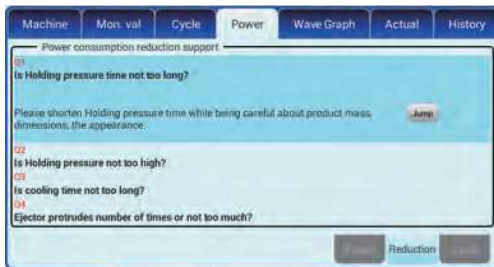 Machine Mon. val Cycle Power Wave Graph Actual History
Power consumption reduction support
Q1
Is Holding pressure time not too long?
Please shorten Holding pressure time while being careful about product mass, Jump
dimensions, the appearance.
Q2
Is Holding pressure not too high?
Q3
Is cooling time not too long?
Q4
Ejector protrudes number of times or not too much?
Reduction